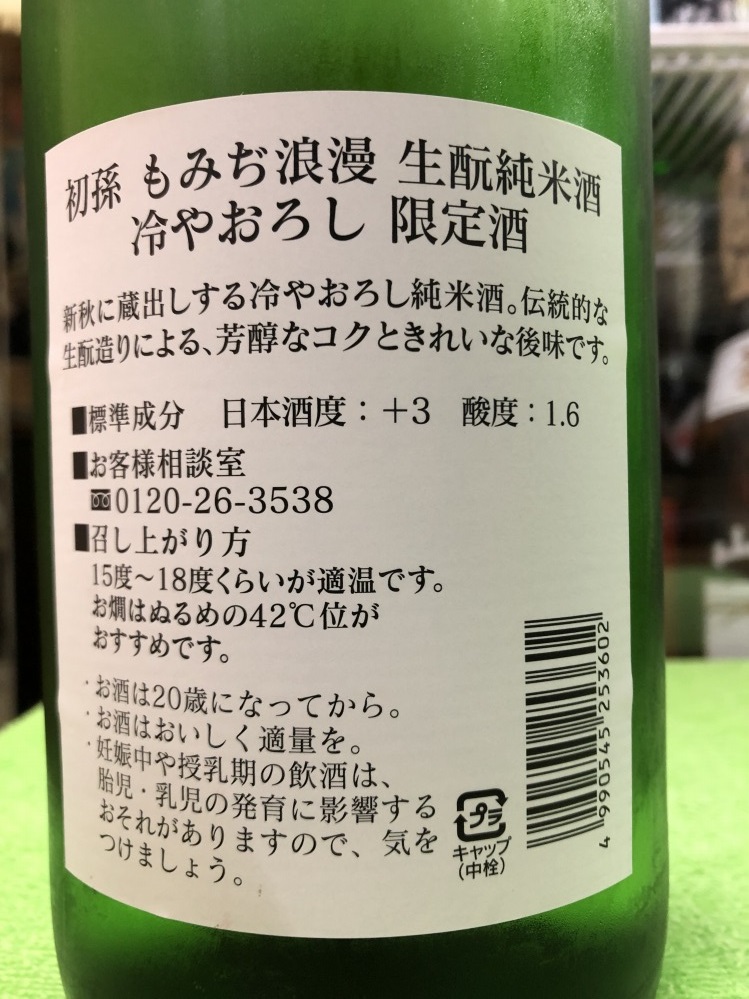 初孫 もみぢ浪漫 生酛純米酒
冷やおろし 限定酒
新秋に蔵出しする冷やおろし純米酒。伝統的な
生酛造りによる、芳醇なコクときれいな後味です。
■標準成分 日本酒度：＋3 酸度：1.6
■お客様相談室
0120-26-3538
■召し上がり方
15度〜18度くらいが適温です。
お燗はぬるめの42℃位が
おすすめです。
・お酒は20歳になってから。
・お酒はおいしく適量を。
・妊娠中や授乳期の飲酒は、
胎児・乳児の発育に影響する
おそれがありますので、気を
つけましょう。
プラ
キャップ
(中栓)
4 990545 253602